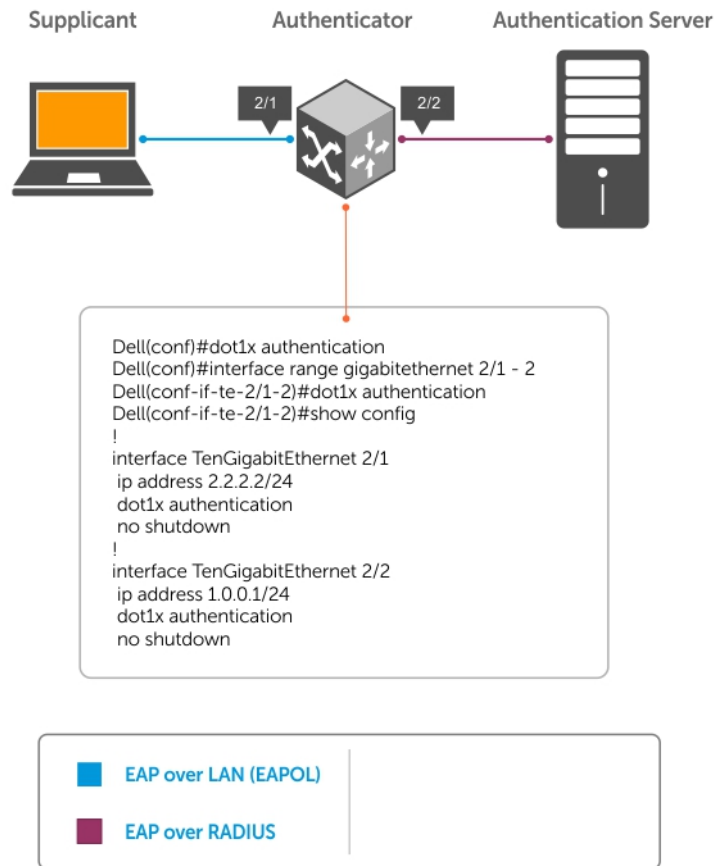 Supplicant
Authenticator
Authentication Server
2/1
2/2
Dell(conf)#dot1x authentication
Dell(conf)#interface range gigabitethernet 2/1 - 2
Dell(conf-if-te-2/1-2)#dot1x authentication
Dell(conf-if-te-2/1-2)#show config
!
interface TenGigabitEthernet 2/1
ip address 2.2.2.2/24
dot1x authentication
no shutdown
!
interface TenGigabitEthernet 2/2
ip address 1.0.0.1/24
dot1x authentication
no shutdown
EAP over LAN (EAPOL)
EAP over RADIUS